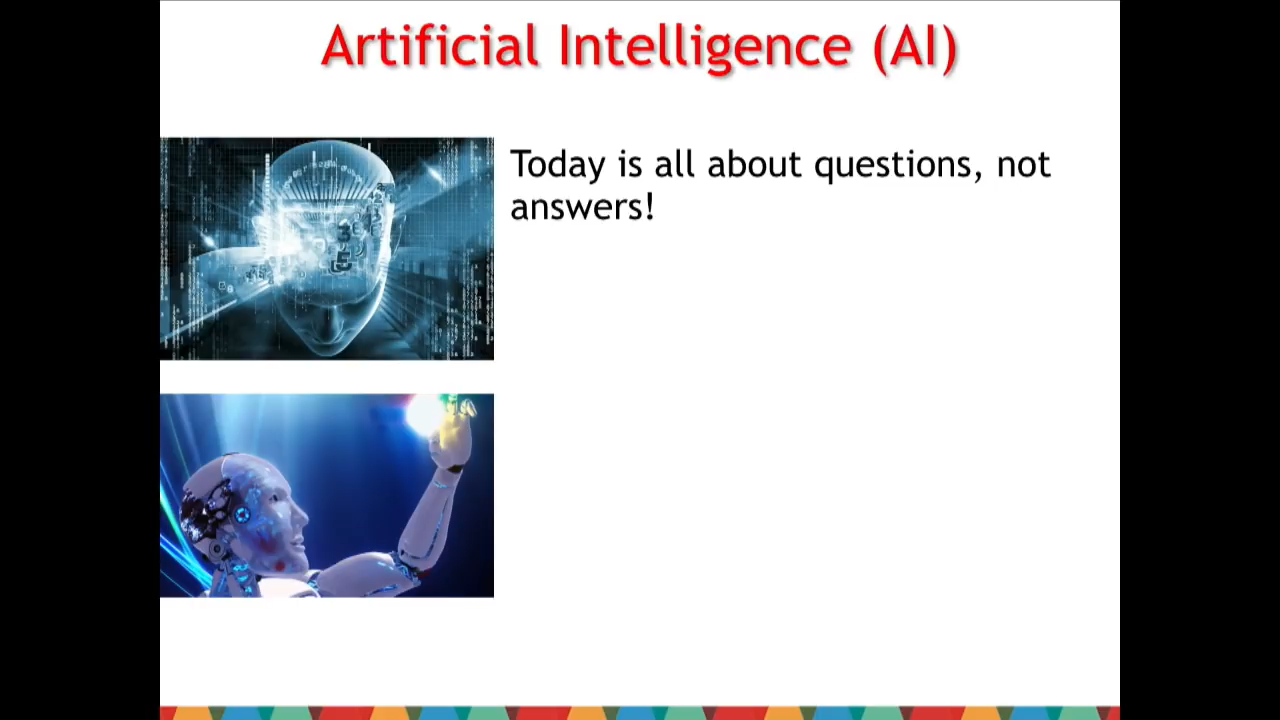 Artificial Intelligence (AI)
Today is all about questions, not
answers!